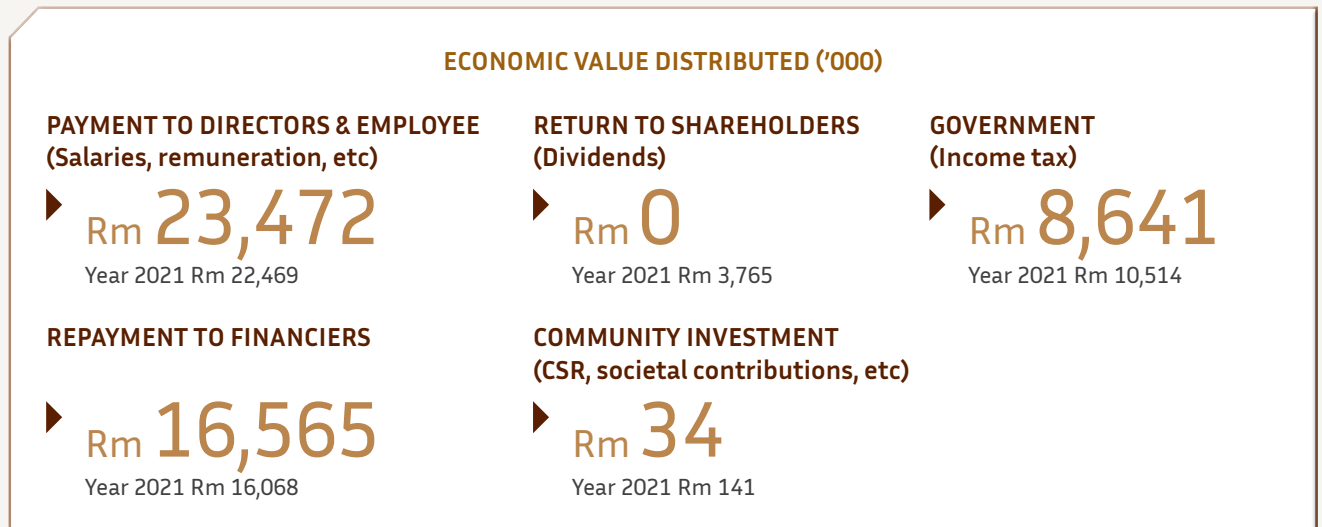 ECONOMIC VALUE DISTRIBUTED (’000)
PAYMENT TO DIRECTORS & EMPLOYEE
(Salaries, remuneration, etc)
Rm 23,472
Year 2021 Rm 22,469
RETURN TO SHAREHOLDERS
(Dividends)
Rm 0
Year 2021 Rm 3,765
GOVERNMENT
(Income tax)
Rm 8,641
Year 2021 Rm 10,514
REPAYMENT TO FINANCIERS
Rm 16,565
Year 2021 Rm 16,068
COMMUNITY INVESTMENT
(CSR, societal contributions, etc)
Rm 34
Year 2021 Rm 141